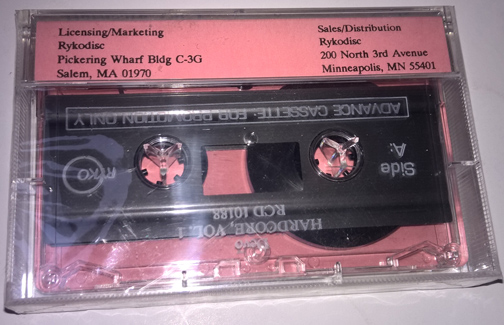 Licensing/Marketing
Rykodisc
Pickering Wharf Bldg C-3G
Salem, MA 01970
Sales/Distribution
Rykodisc
200 North 3rd Avenue
Minneapolis, MN 55401
ADVANCE CASSETTE- FOR PROMOTION ONLY
Side
A:
RYKO
HARDCORE, VOL.1
RCD 10188